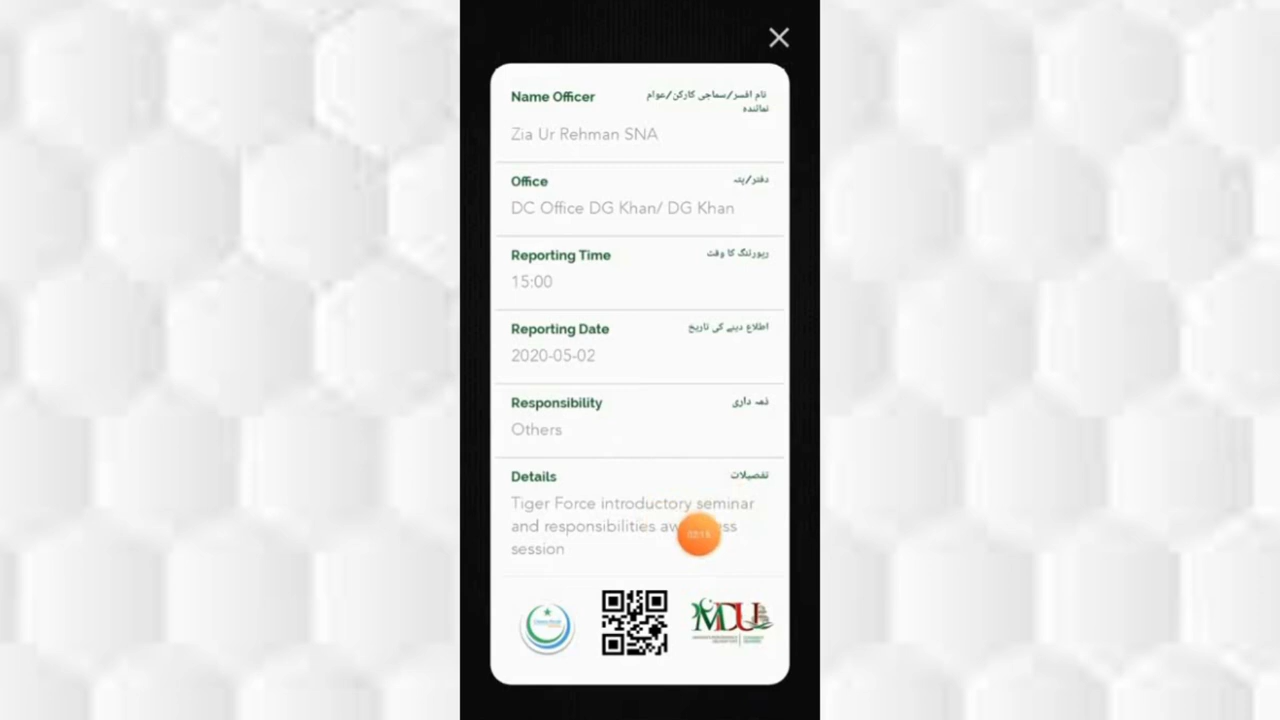 Name Officer نام افسر/سماجی کارکن/عوام
نمائندہ
Zia Ur Rehman SNA
Office دفتر/پتہ
DC Office DG Khan/ DG Khan
Reporting Time رپورٹنگ کا وقت
15:00
Reporting Date اطلاع دینے کی تاریخ
2020-05-02
Responsibility ذمہ داری
Others
Details تفصیلات
Tiger Force introductory seminar
and responsibilities
session
PMDU